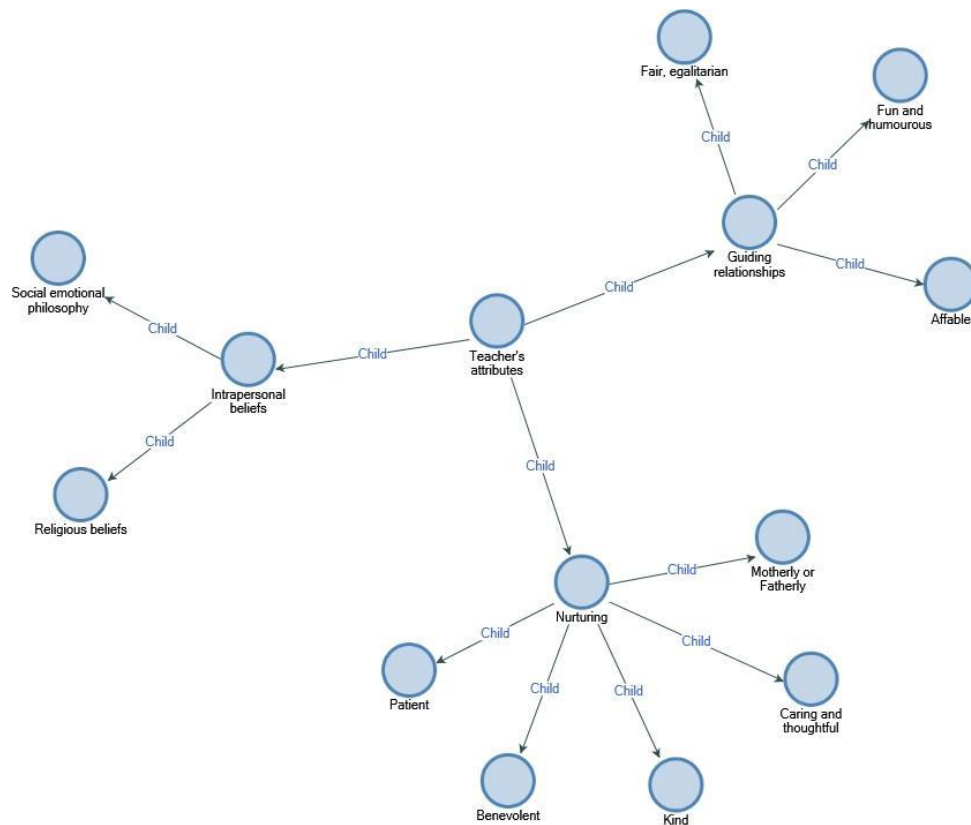 Fair, egalitarian
Fun and
humourous
Child
Child
Guiding
relationships
Child
Affable
Social emotional
philosophy
Child
Child
Teacher's
attributes
Child
Intrapersonal
beliefs
Child
Religious beliefs
Child
Motherly or
Fatherly
Child
Nurturing
Child
Child
Caring and
thoughtful
Patient
Child
Child
Benevolent
Kind